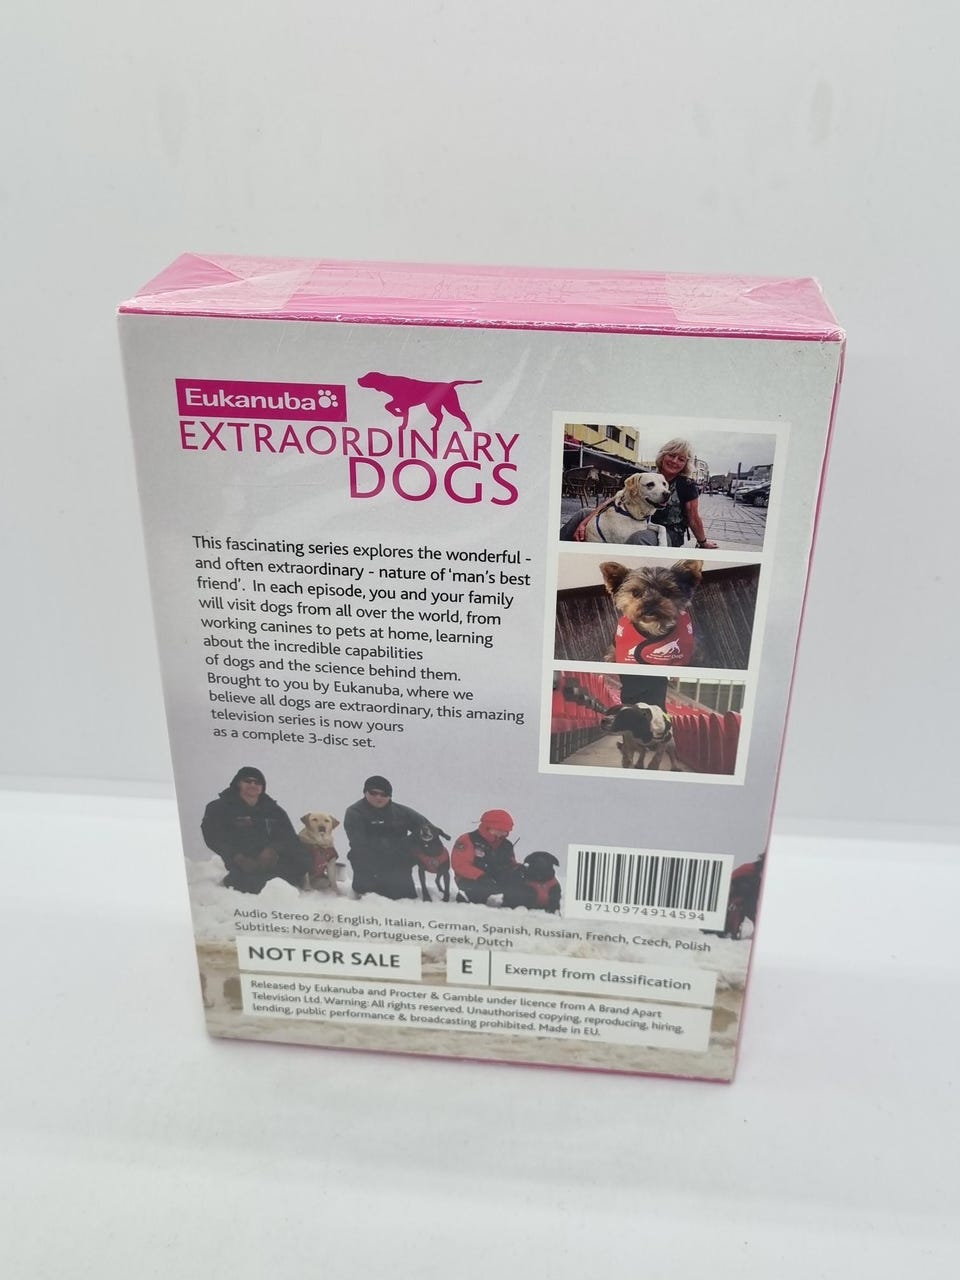 Eukanuba
EXTRAORDINARY
DOGS
This fascinating series explores the wonderful -
and often extraordinary - nature of 'man's best
friend'. In each episode, you and your family
will visit dogs from all over the world, from
working canines to pets at home, learning
about the incredible capabilities
of dogs and the science behind them.
Brought to you by Eukanuba, where we
believe all dogs are extraordinary, this amazing
television series is now yours
as a complete 3-disc set.
8710974914594
Audio Stereo 2.0: English, Italian, German, Spanish, Russian, French, Czech, Polish
Subtitles: Norwegian, Portuguese, Greek, Dutch
NOT FOR SALE
E Exempt from classification
Released by Eukanuba and Procter & Gamble under licence from A Brand Apart
Television Ltd. Warning: All rights reserved. Unauthorised copying, reproducing, hiring,
lending, public performance & broadcasting prohibited. Made in EU.